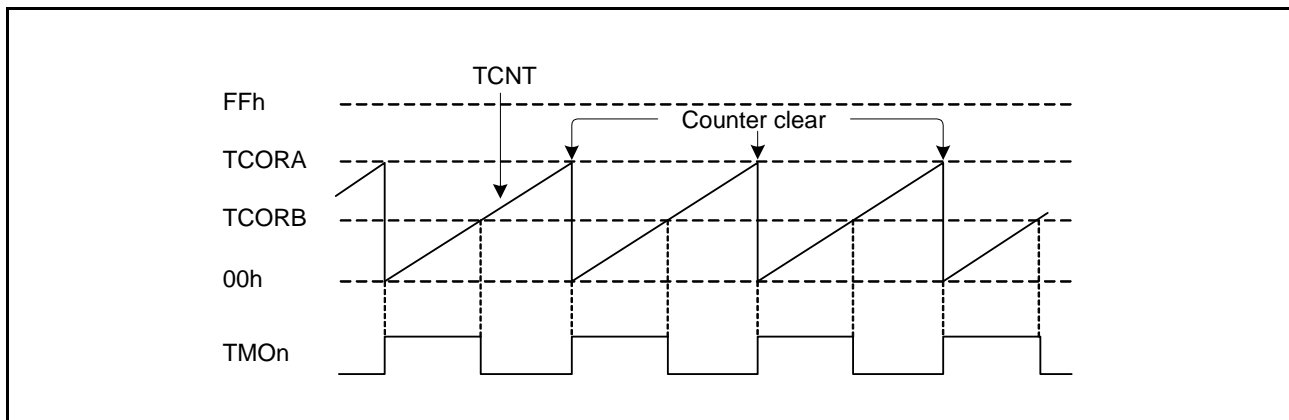 TCNT
FFh
Counter clear
TCORA
TCORB
00h
TMOn